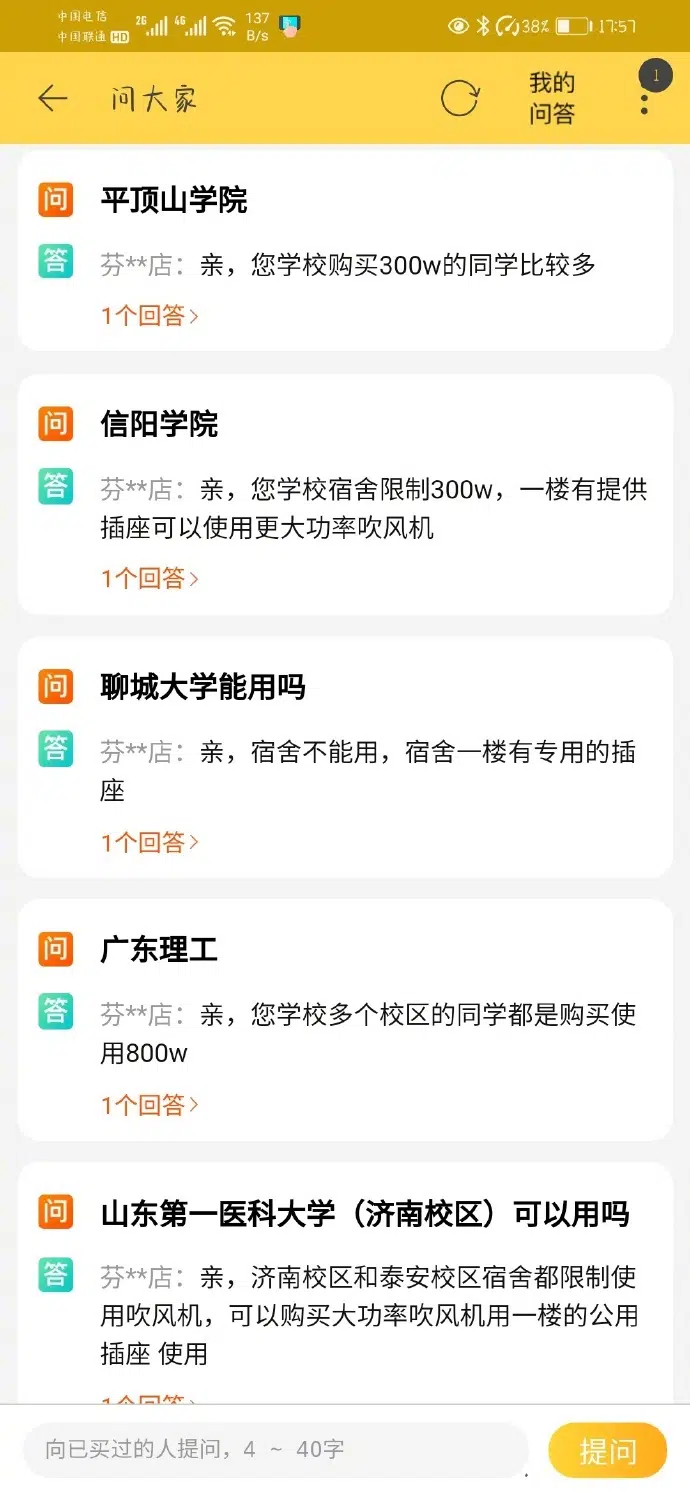 中国电信
中国联通 HD
2G
4G
137
B/s
38%
17:57
问大家
我的
问答
1
问 平顶山学院
答 芬**店：亲，您学校购买300w的同学比较多
1个回答>
问 信阳学院
答 芬**店：亲，您学校宿舍限制300w，一楼有提供
插座可以使用更大功率吹风机
1个回答>
问 聊城大学能用吗
答 芬**店：亲，宿舍不能用，宿舍一楼有专用的插
座
1个回答>
问 广东理工
答 芬**店：亲，您学校多个校区的同学都是购买使
用800w
1个回答>
问 山东第一医科大学（济南校区）可以用吗
答 芬**店：亲，济南校区和泰安校区宿舍都限制使
用吹风机，可以购买大功率吹风机用一楼的公用
插座 使用
1个回答>
向已买过的人提问，4 ~ 40字
提问